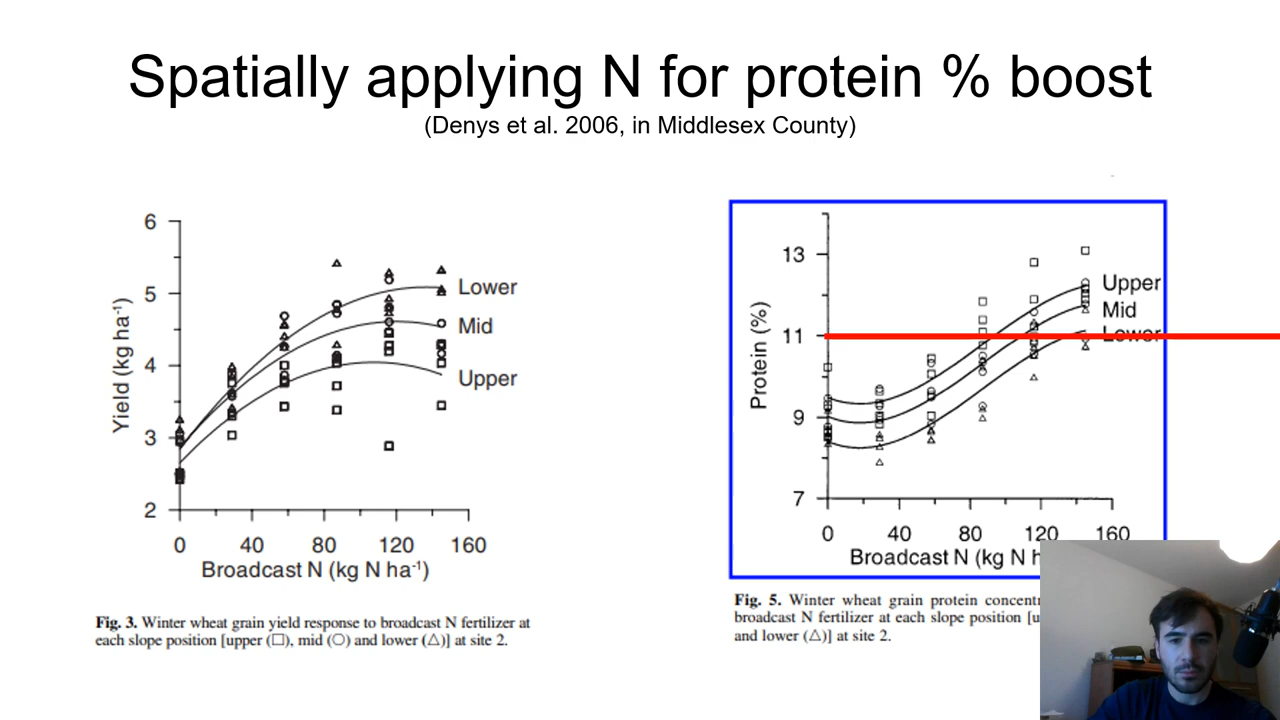 Spatially applying N for protein % boost
(Denys et al. 2006, in Middlesex County)
6
5
4
3
2
Yield (kg ha⁻¹)
Lower
Mid
Upper
0 40 80 120 160
Broadcast N (kg N ha⁻¹)
Fig. 3. Winter wheat grain yield response to broadcast N fertilizer at
each slope position [upper (□), mid (○) and lower (△)] at site 2.
13
11
9
7
Protein (%)
Upper
Mid
Lower
0 40 80 120 160
Broadcast N (kg N h
Fig. 5. Winter wheat grain protein concent
broadcast N fertilizer at each slope position [u
and lower (△)] at site 2.